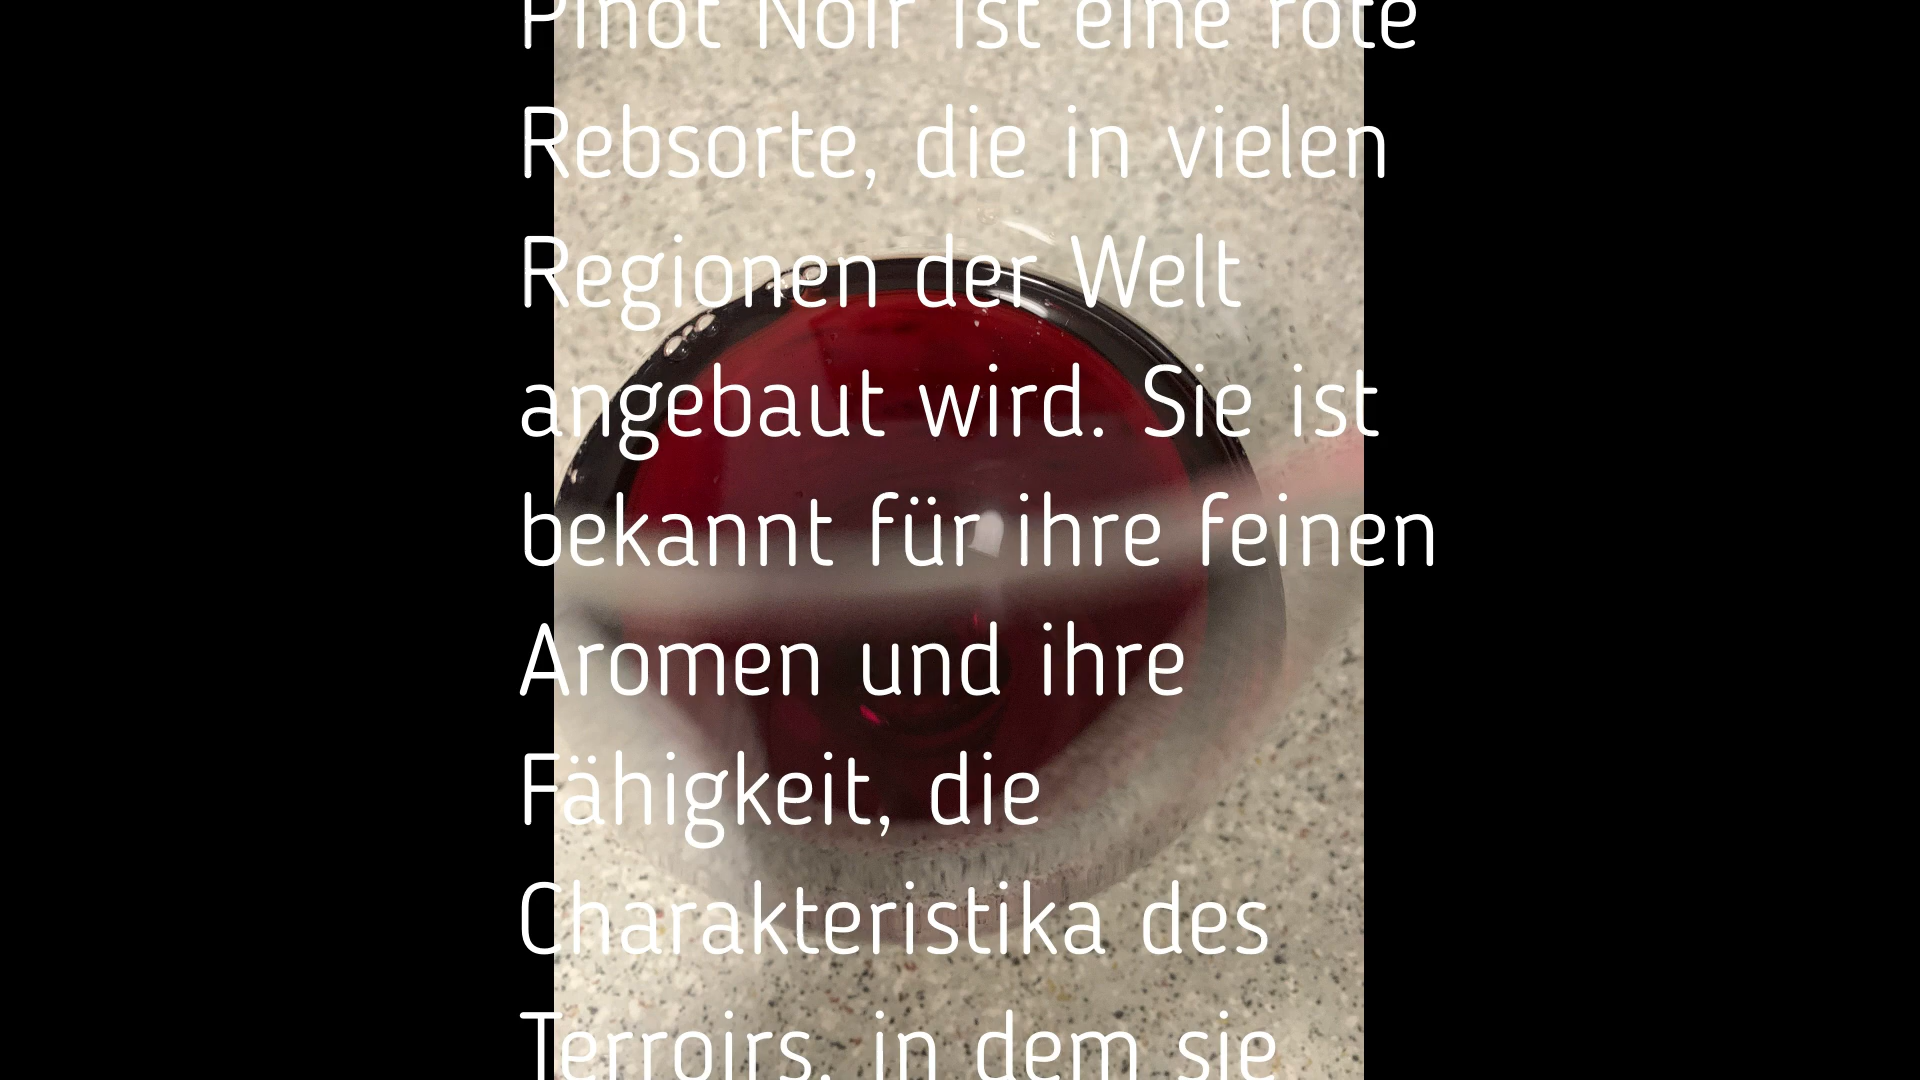 Pinot Noir ist eine rote
Rebsorte, die in vielen
Regionen der Welt
angebaut wird. Sie ist
bekannt für ihre feinen
Aromen und ihre
Fähigkeit, die
Charakteristika des
Terroirs, in dem sie